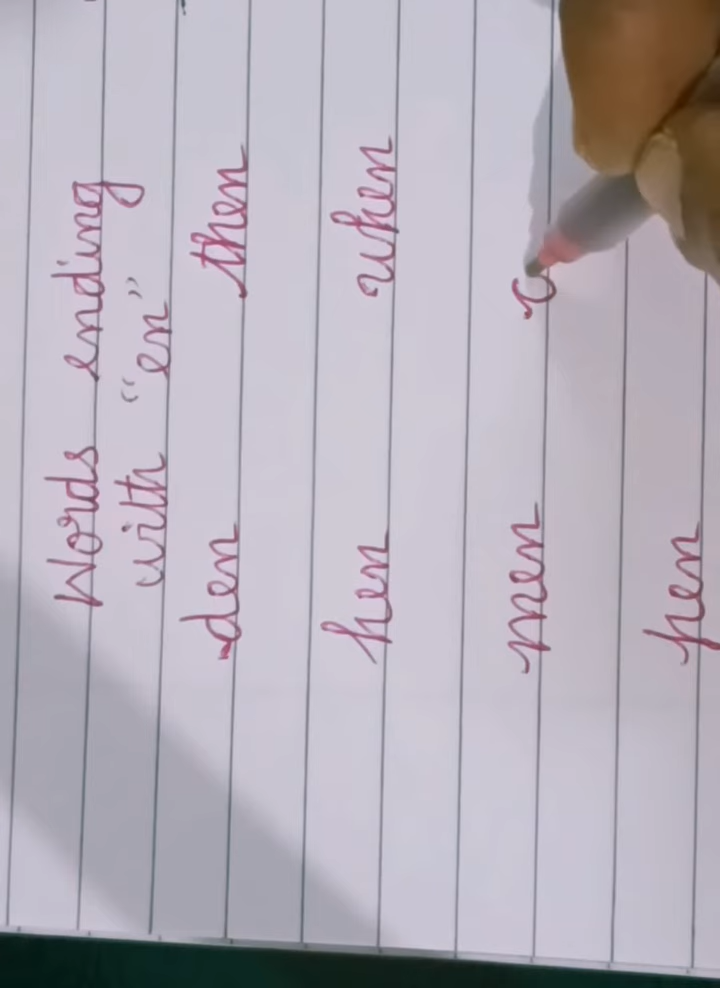 Words ending
with "en"
den then
hen when
men
pen